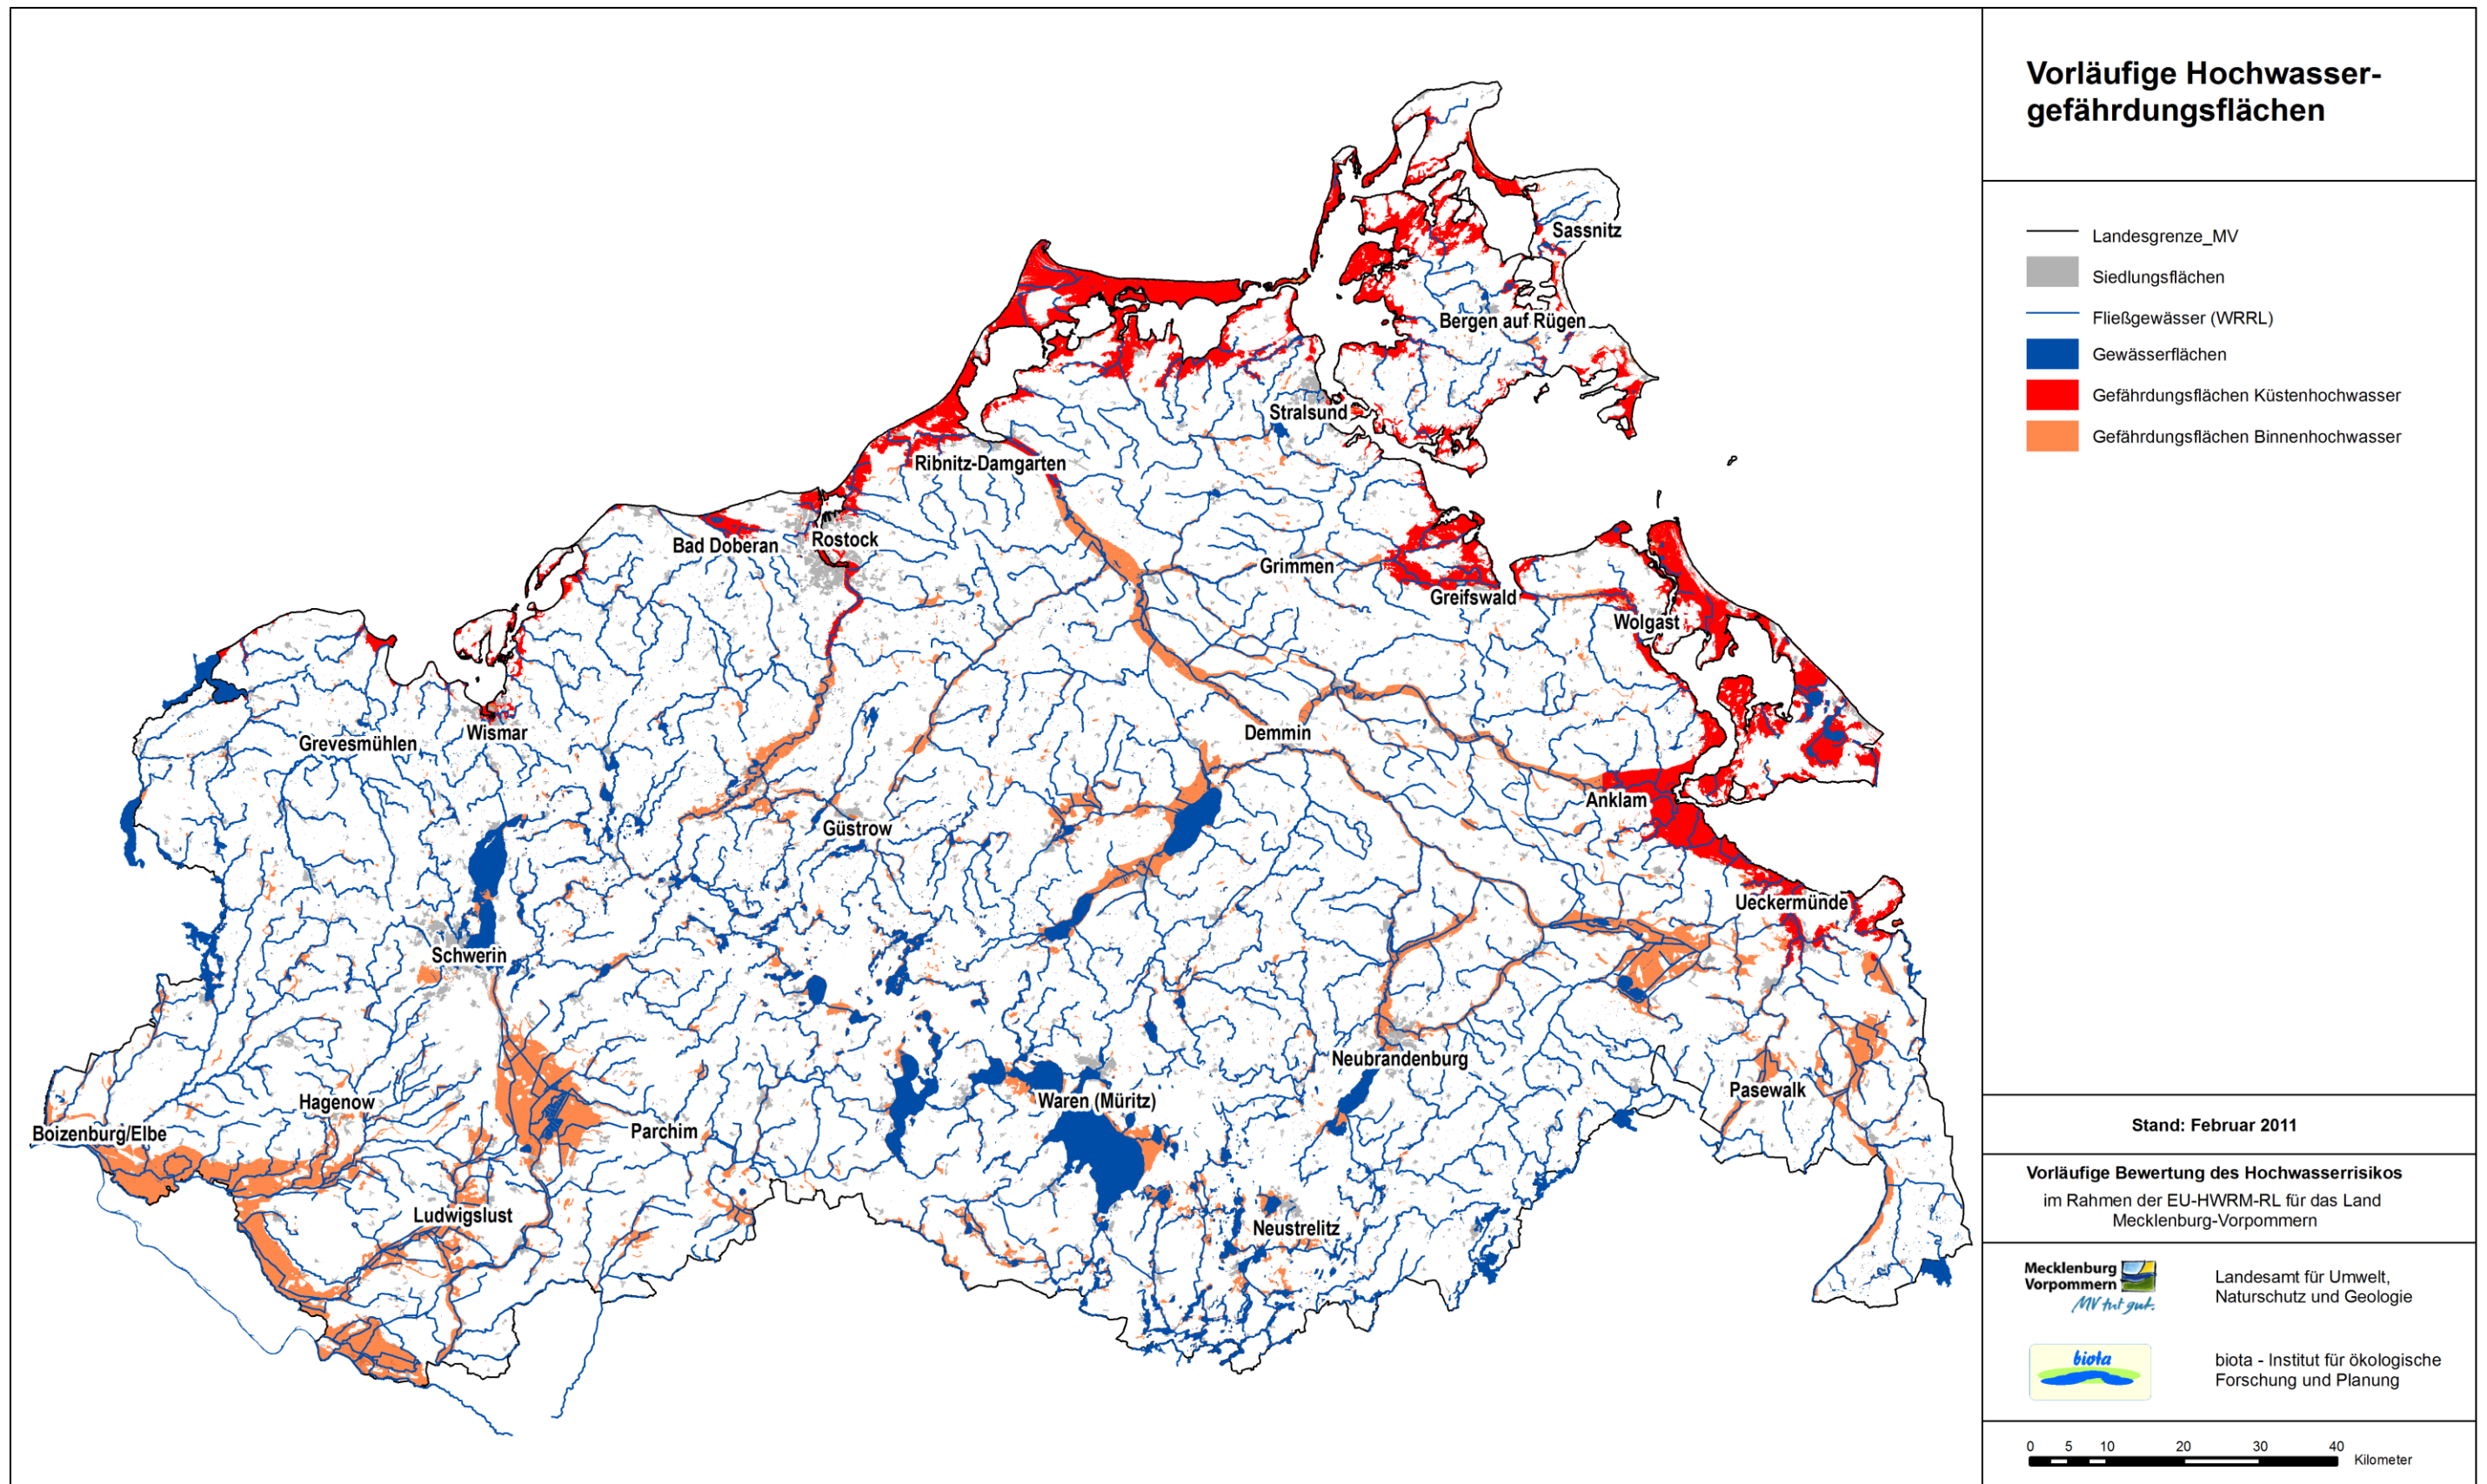 Vorläufige Hochwasser-
gefährdungsflächen
Landesgrenze_MV
Siedlungsflächen
Fließgewässer (WRRL)
Gewässerflächen
Gefährdungsflächen Küstenhochwasser
Gefährdungsflächen Binnenhochwasser
Sassnitz
Bergen auf Rügen
Stralsund
Ribnitz-Damgarten
Rostock
Bad Doberan
Grimmen
Greifswald
Wolgast
Wismar
Grevesmühlen
Demmin
Anklam
Güstrow
Ueckermünde
Schwerin
Neubrandenburg
Pasewalk
Waren (Müritz)
Hagenow
Boizenburg/Elbe
Parchim
Ludwigslust
Neustrelitz
Stand: Februar 2011
Vorläufige Bewertung des Hochwasserrisikos
im Rahmen der EU-HWRM-RL für das Land
Mecklenburg-Vorpommern
Mecklenburg
Vorpommern
MV tut gut.
Landesamt für Umwelt,
Naturschutz und Geologie
biota
biota - Institut für ökologische
Forschung und Planung
0 5 10 20 30 40
Kilometer